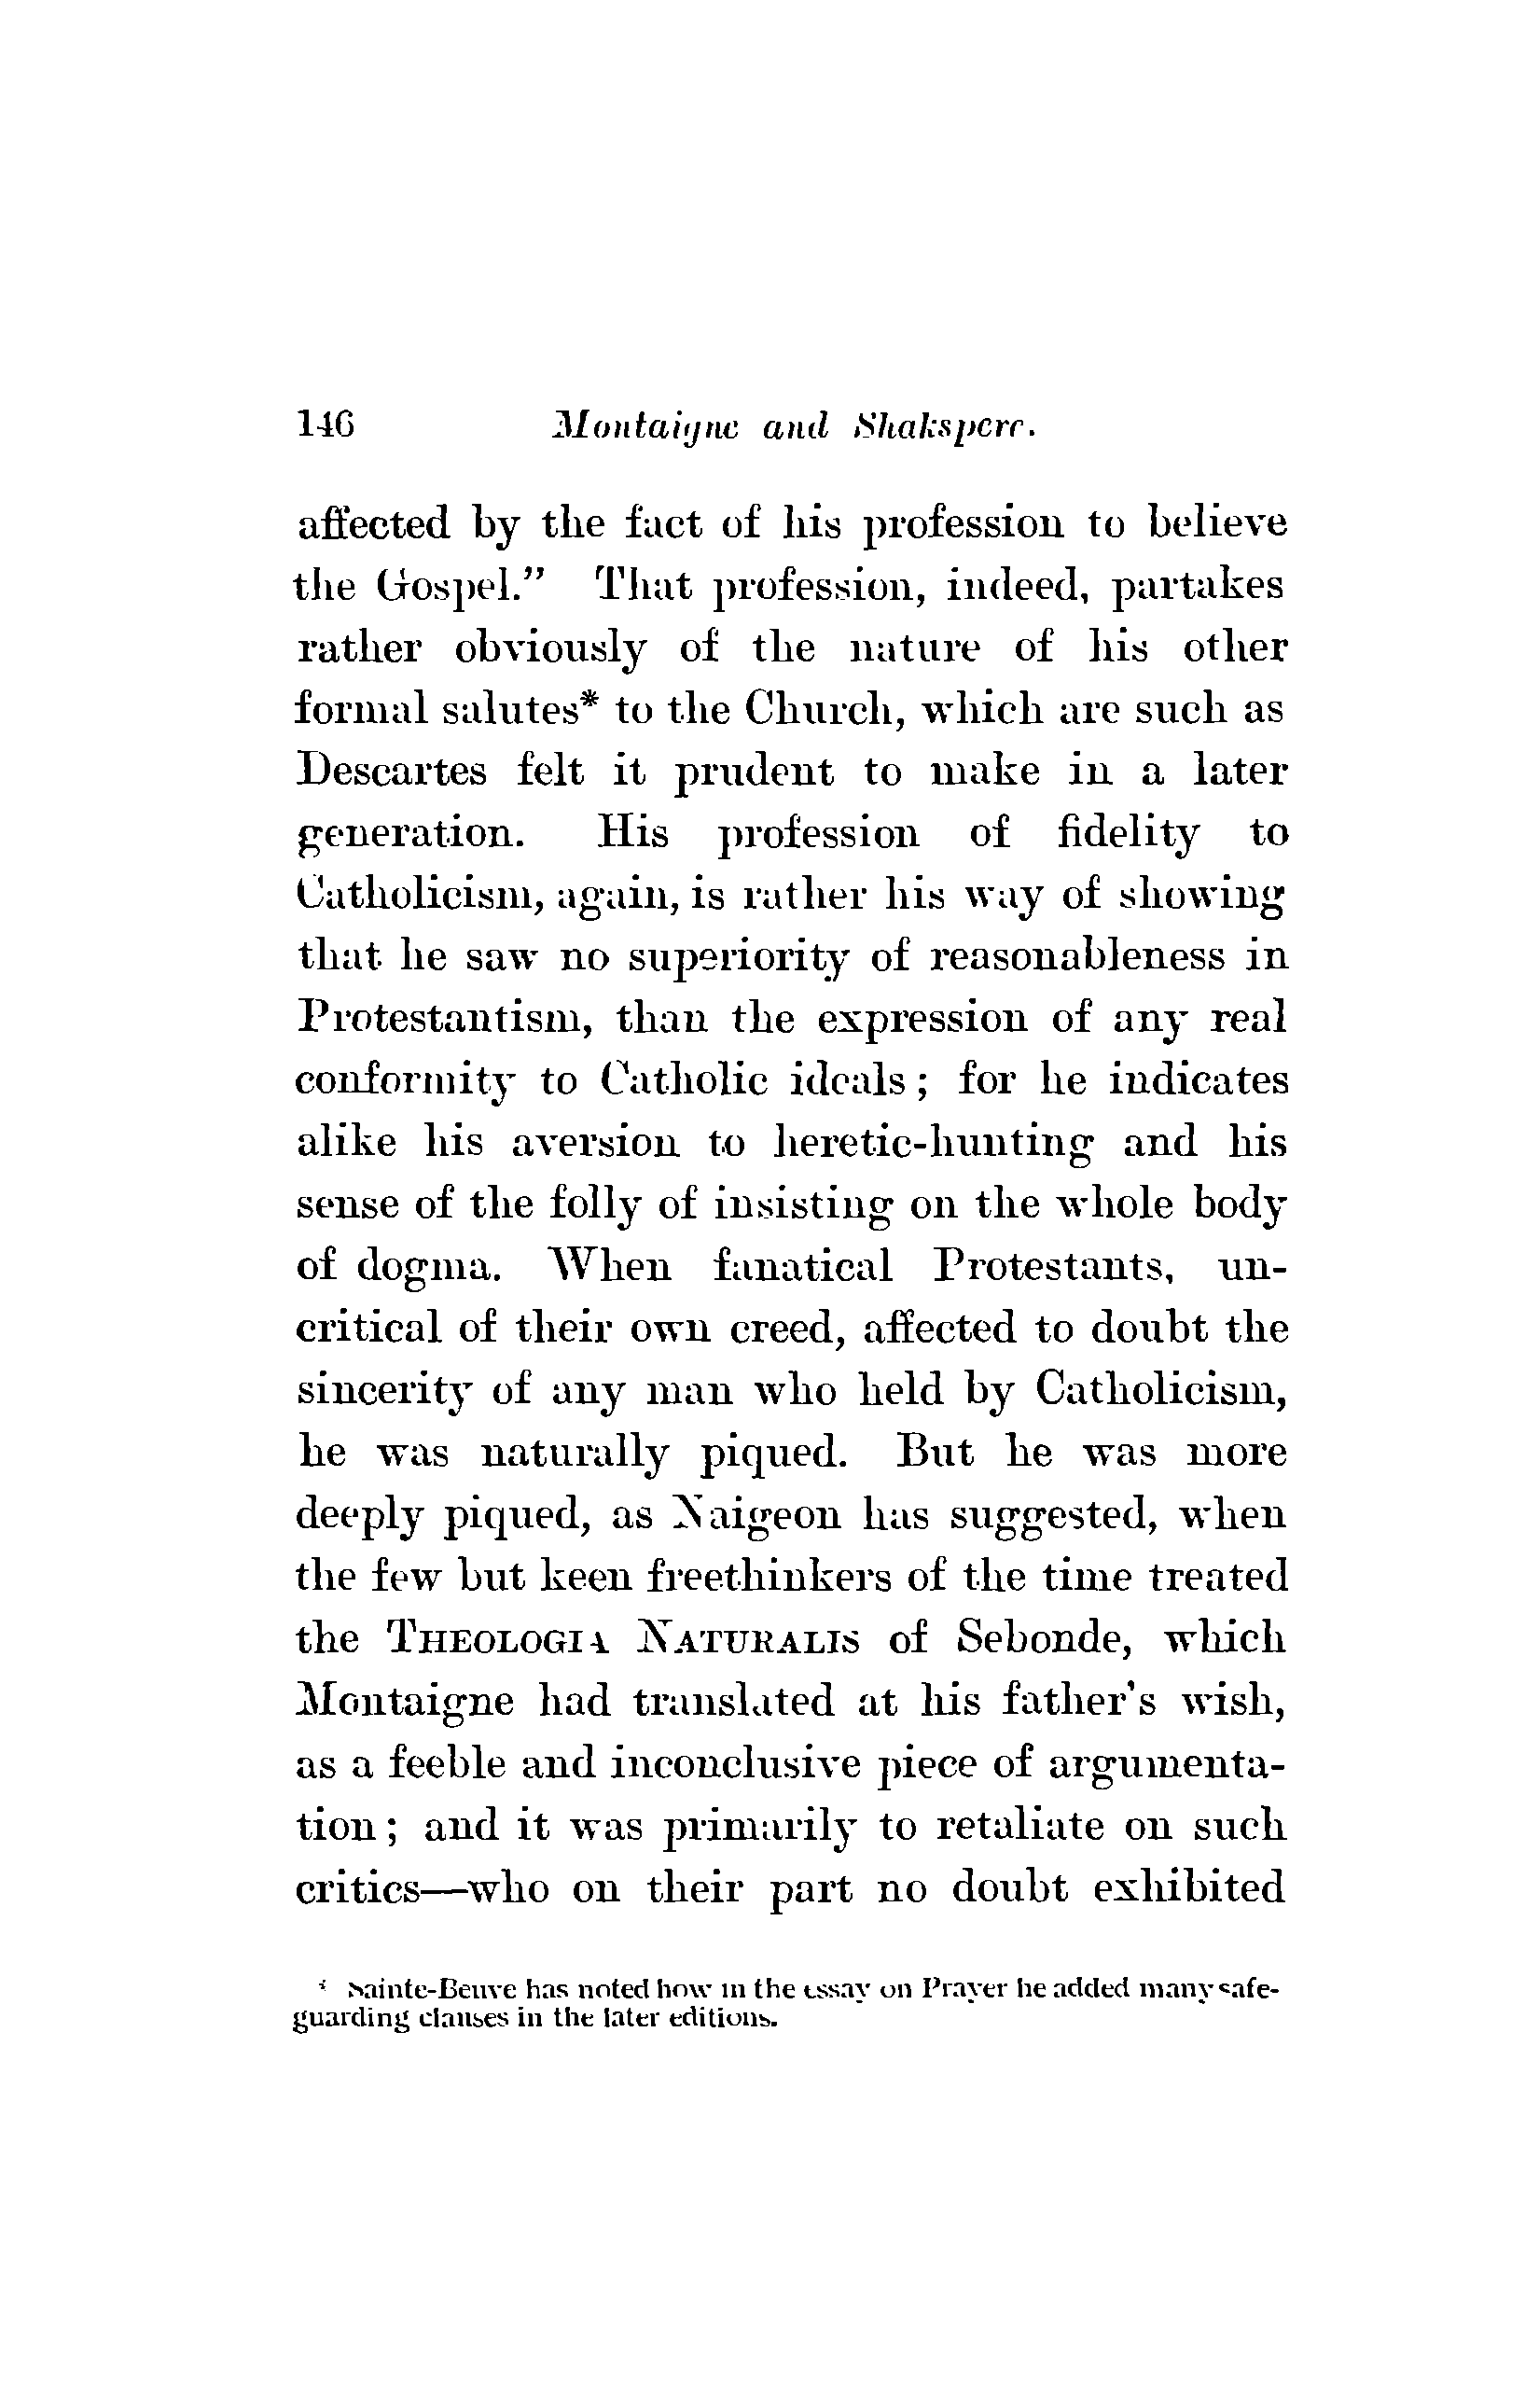 146 Montaigne and Shakspere.
affected by the fact of his profession to believe
the Gospel.” That profession, indeed, partakes
rather obviously of the nature of his other
formal salutes* to the Church, which are such as
Descartes felt it prudent to make in a later
generation. His profession of fidelity to
Catholicism, again, is rather his way of showing
that he saw no superiority of reasonableness in
Protestantism, than the expression of any real
conformity to Catholic ideals; for he indicates
alike his aversion to heretic-hunting and his
sense of the folly of insisting on the whole body
of dogma. When fanatical Protestants, un-
critical of their own creed, affected to doubt the
sincerity of any man who held by Catholicism,
he was naturally piqued. But he was more
deeply piqued, as Naigeon has suggested, when
the few but keen freethinkers of the time treated
the THEOLOGIA NATURALIS of Sebonde, which
Montaigne had translated at his father’s wish,
as a feeble and inconclusive piece of argumenta-
tion; and it was primarily to retaliate on such
critics—who on their part no doubt exhibited
* Sainte-Beuve has noted how in the essay on Prayer he added many safe-
guarding clauses in the later editions.